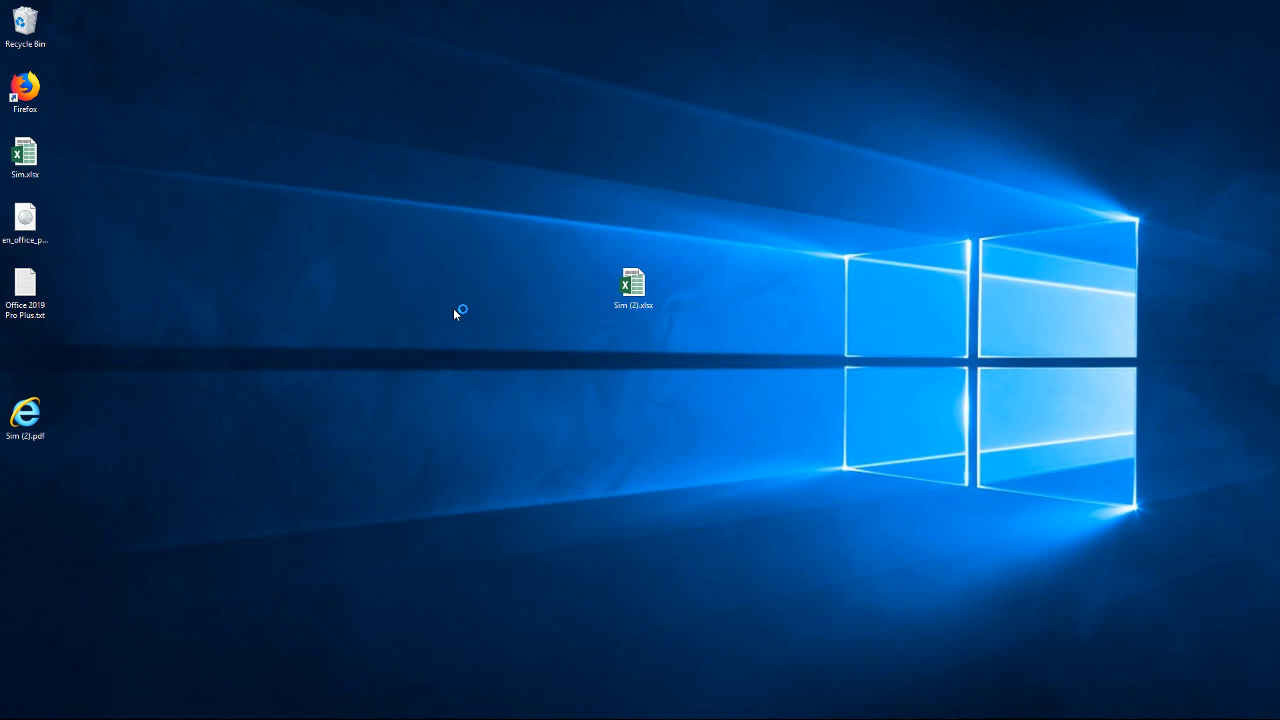 Recycle Bin
Firefox
Sim.xlsx
en_office_p...
Office 2019
Pro Plus.txt
Sim (2).pdf
Sim (2).xlsx